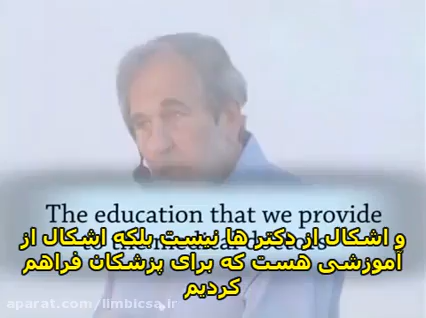 The education that we provide
و اشکال از دکتر ها نیست بلکه اشکال از
آموزشی هست که برای پزشکان فراهم
کردیم
aparat.com/limbicsa.ir